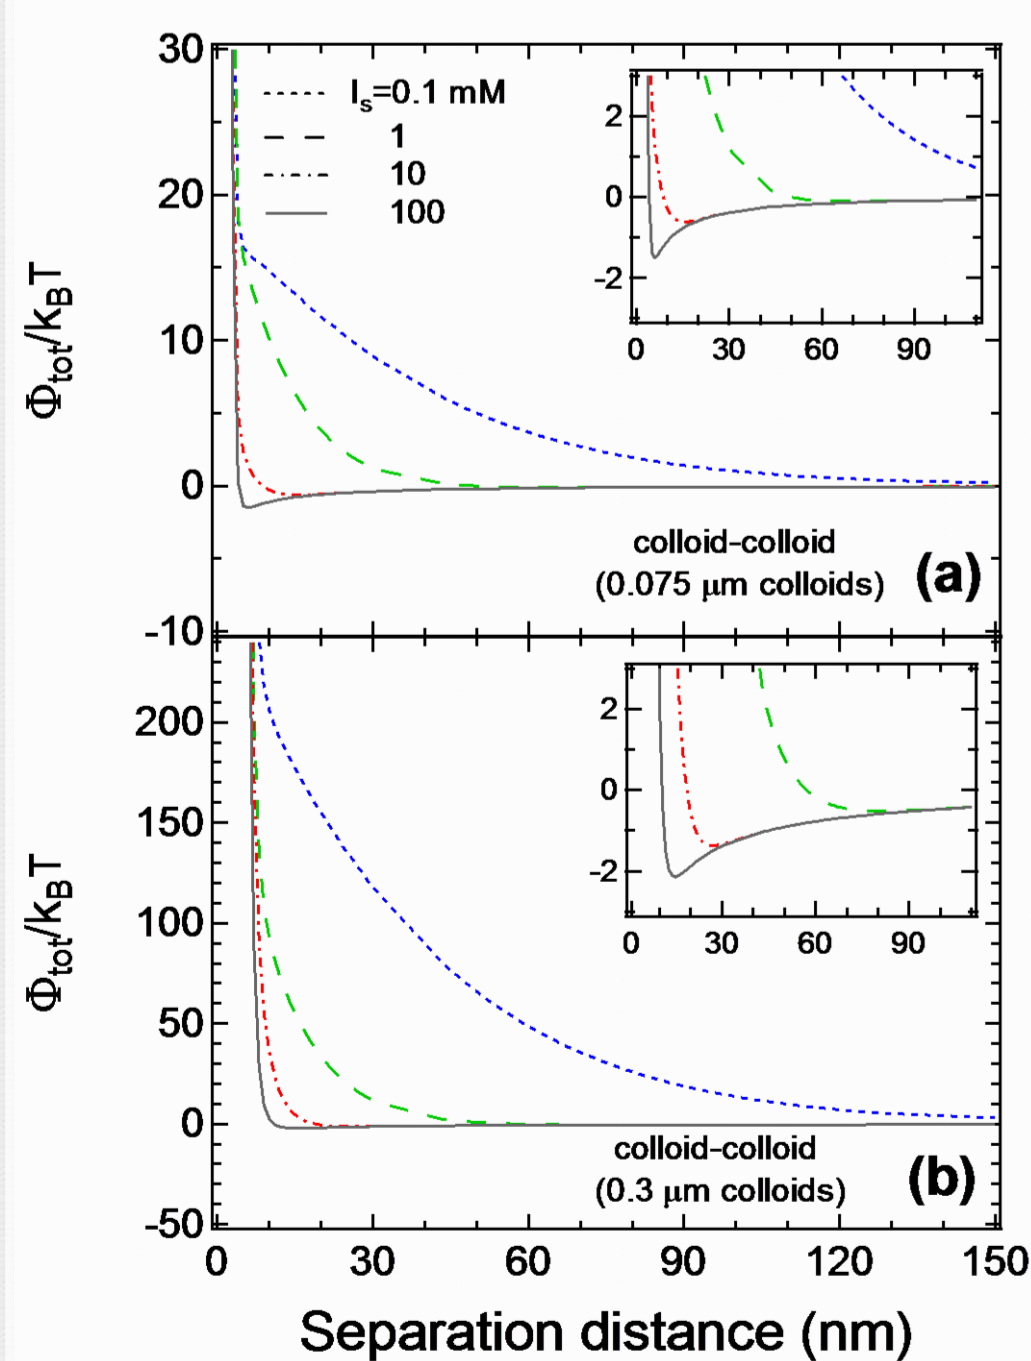 30
20
10
0
-10
Φtot/kBT
Is=0.1 mM
1
10
100
2
0
-2
0 30 60 90
colloid-colloid
(0.075 μm colloids)
(a)
200
150
100
50
0
-50
Φtot/kBT
2
0
-2
0 30 60 90
colloid-colloid
(0.3 μm colloids)
(b)
0 30 60 90 120 150
Separation distance (nm)